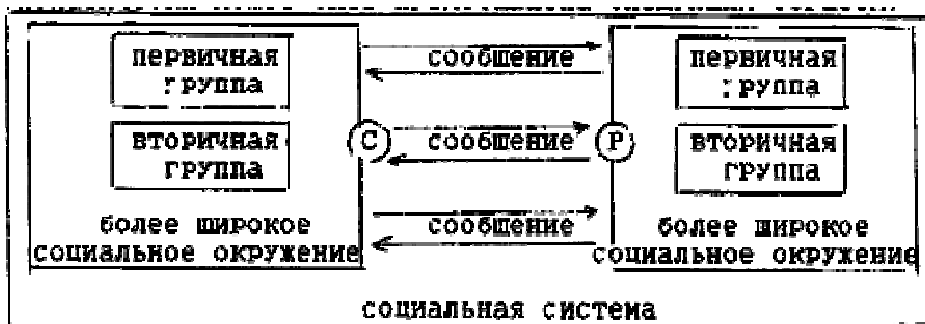 первичная
группа
вторичная
группа
более широкое
социальное окружение
С
сообщение
сообщение
сообщение
Р
первичная
группа
вторичная
группа
более широкое
социальное окружение
социальная система